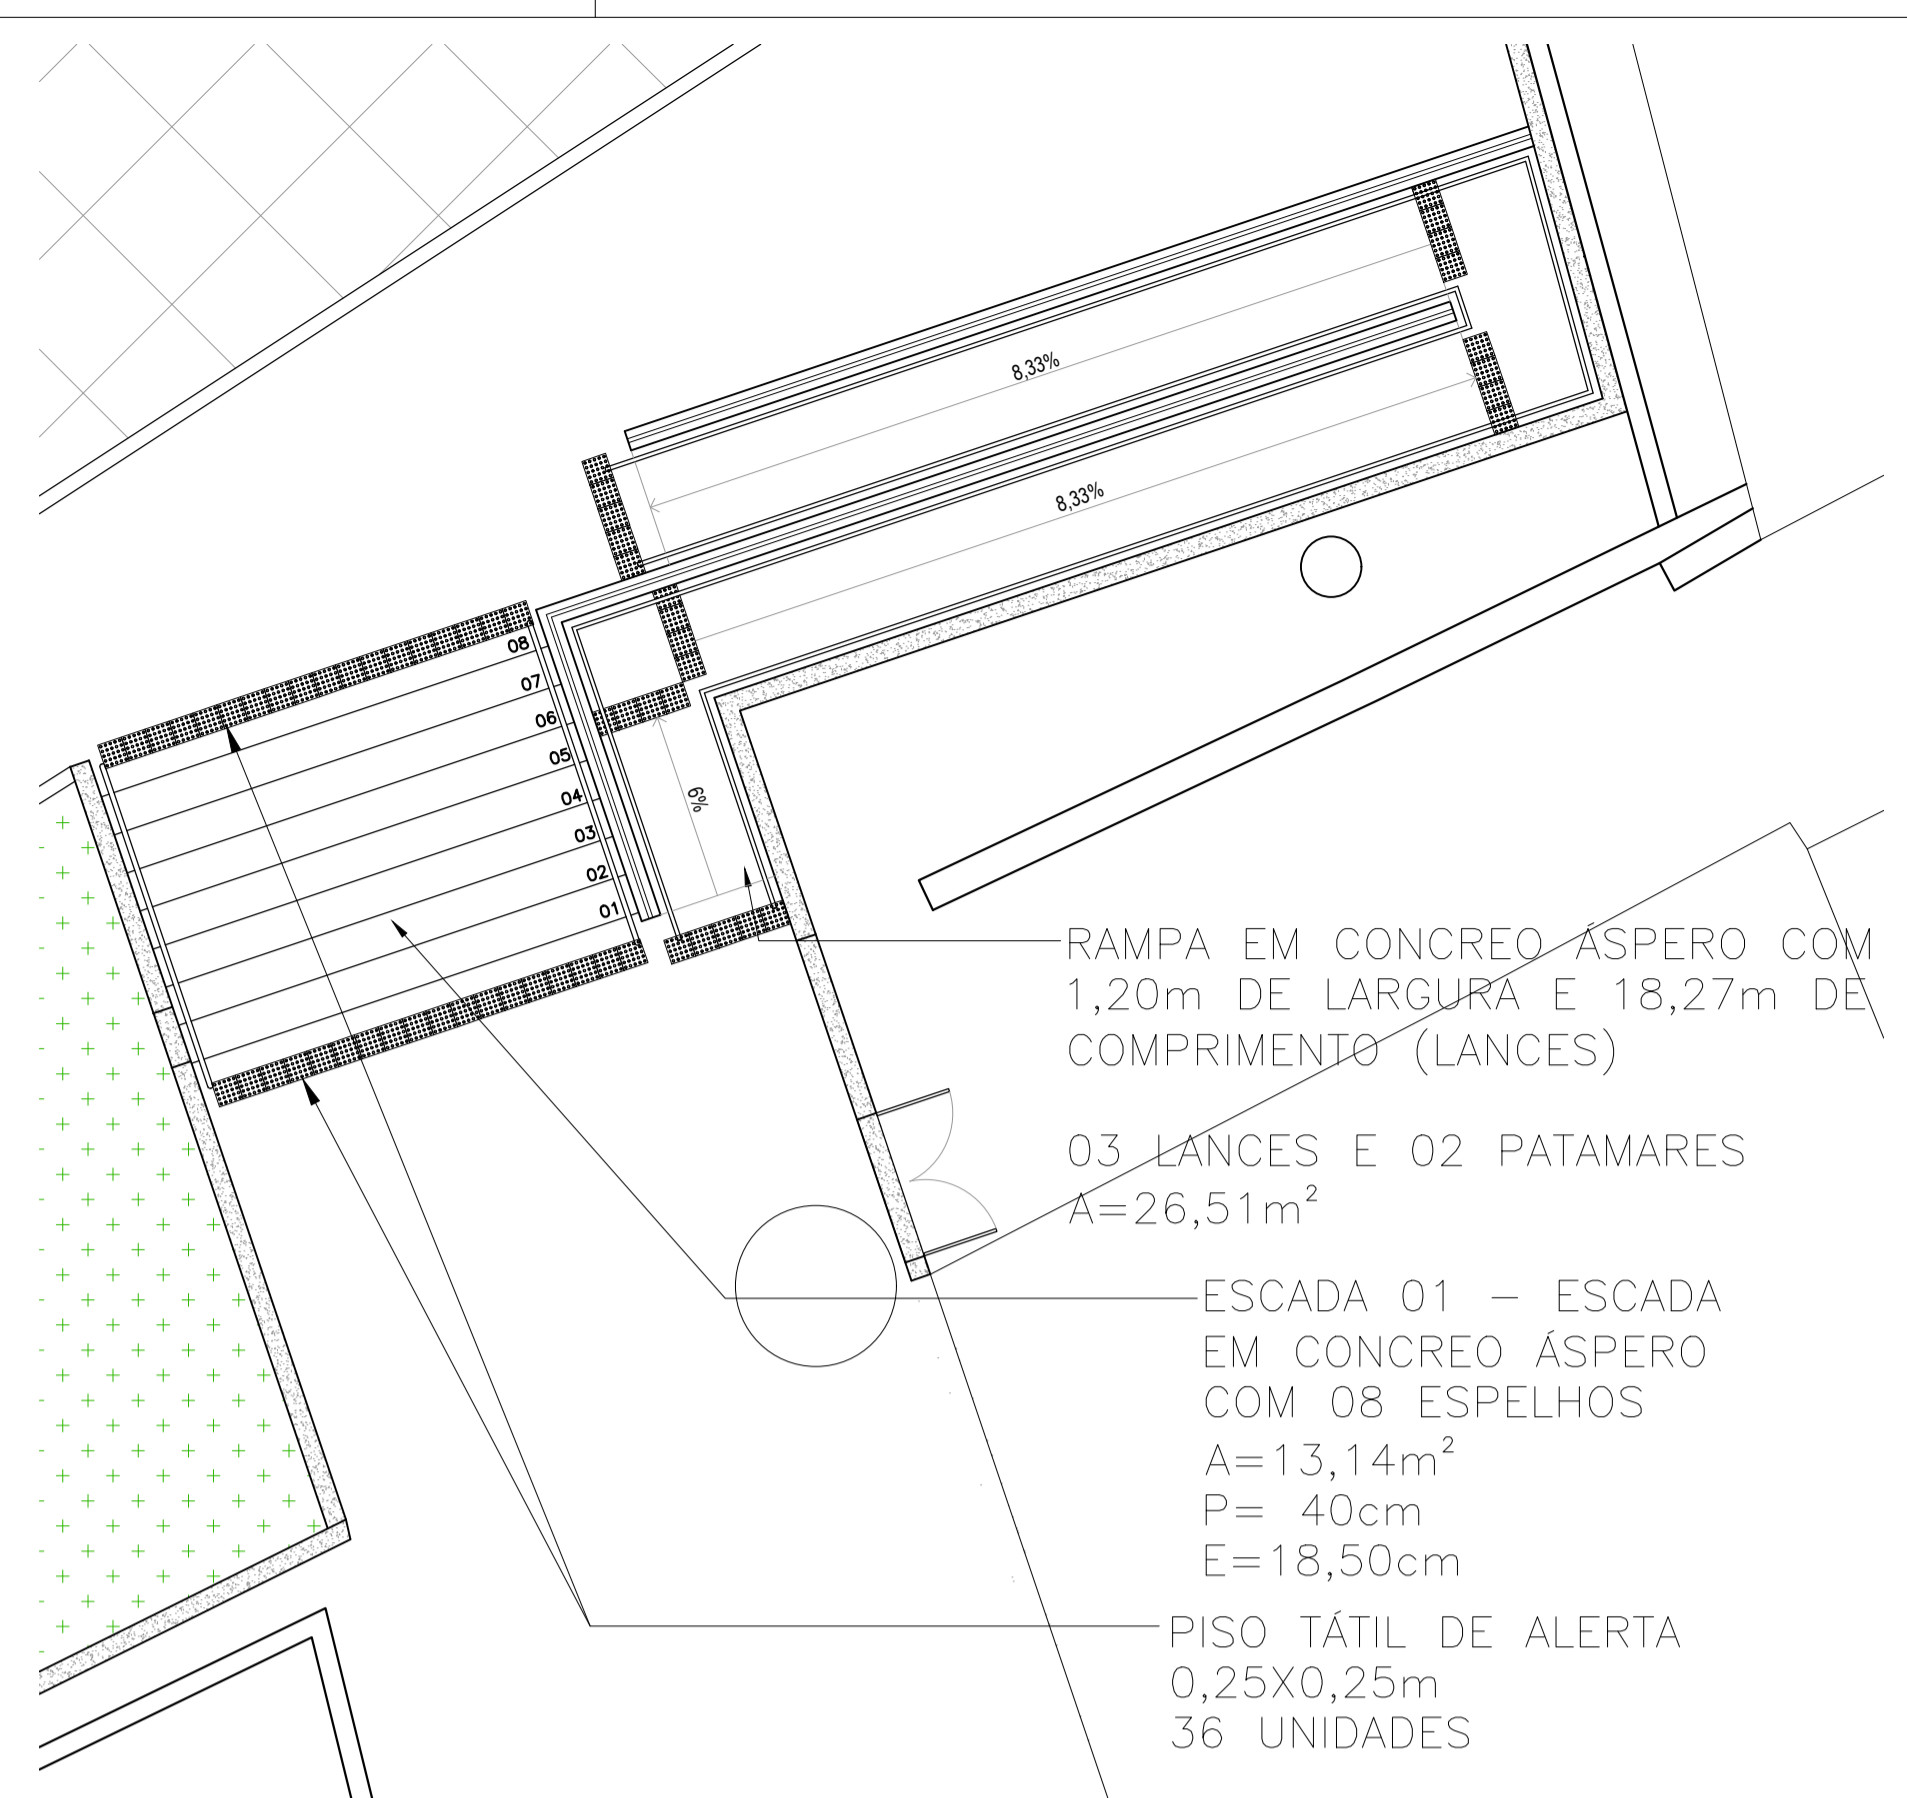 8,33%
8,33%
08
07
06
05
04
03
02
01
6%
RAMPA EM CONCREO ÁSPERO COM
1,20m DE LARGURA E 18,27m DE
COMPRIMENTO (LANCES)
03 LANCES E 02 PATAMARES
A=26,51m²
ESCADA 01 – ESCADA
EM CONCREO ÁSPERO
COM 08 ESPELHOS
A=13,14m²
P= 40cm
E=18,50cm
PISO TÁTIL DE ALERTA
0,25X0,25m
36 UNIDADES